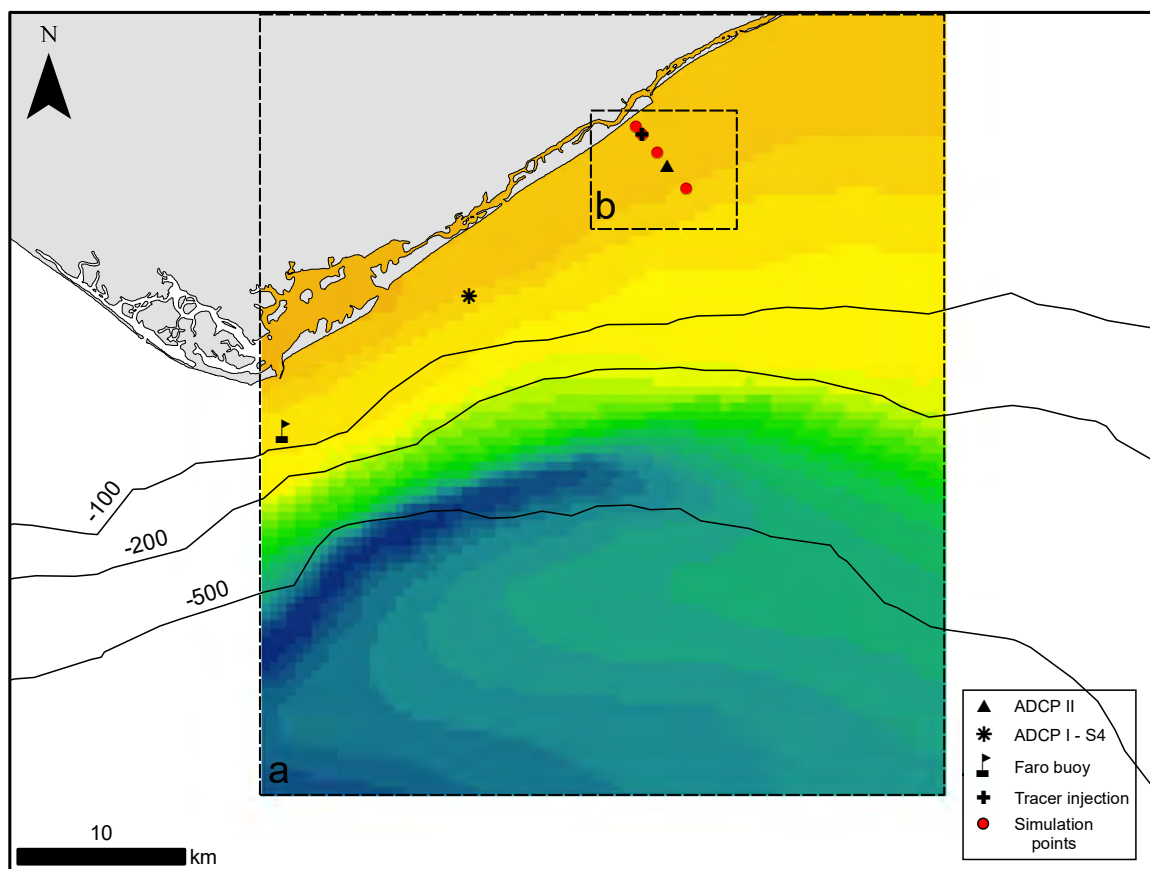 N
b
-100
-200
-500
a
ADCP II
ADCP I - S4
Faro buoy
Tracer injection
Simulation
points
10
km